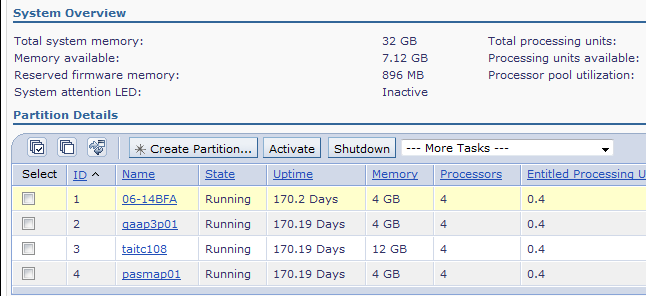 System Overview
Total system memory: 32 GB Total processing units:
Memory available: 7.12 GB Processing units available:
Reserved firmware memory: 896 MB Processor pool utilization:
System attention LED: Inactive
Partition Details
Create Partition... Activate Shutdown --- More Tasks ---
Select ID Name State Uptime Memory Processors Entitled Processing U
1 06-14BFA Running 170.2 Days 4 GB 4 0.4
2 qaap3p01 Running 170.19 Days 4 GB 4 0.4
3 taitc108 Running 170.19 Days 12 GB 4 0.4
4 pasmap01 Running 170.19 Days 4 GB 4 0.4